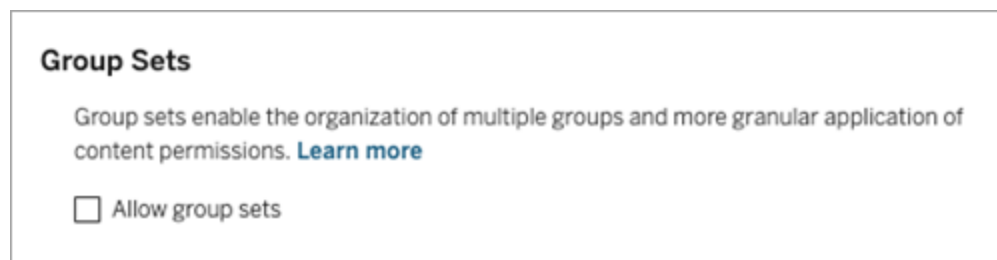 Group Sets
Group sets enable the organization of multiple groups and more granular application of
content permissions. Learn more
Allow group sets